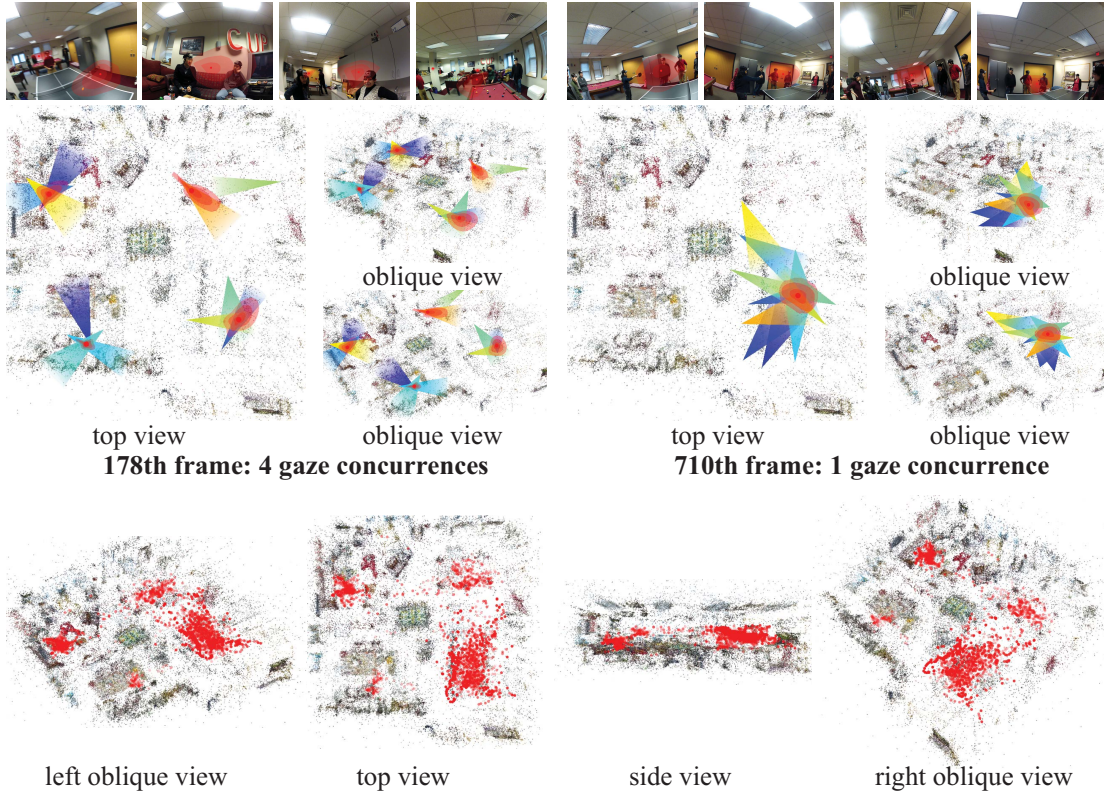 CUP
oblique view
oblique view
top view
oblique view
top view
oblique view
178th frame: 4 gaze concurrences
710th frame: 1 gaze concurrence
left oblique view
top view
side view
right oblique view